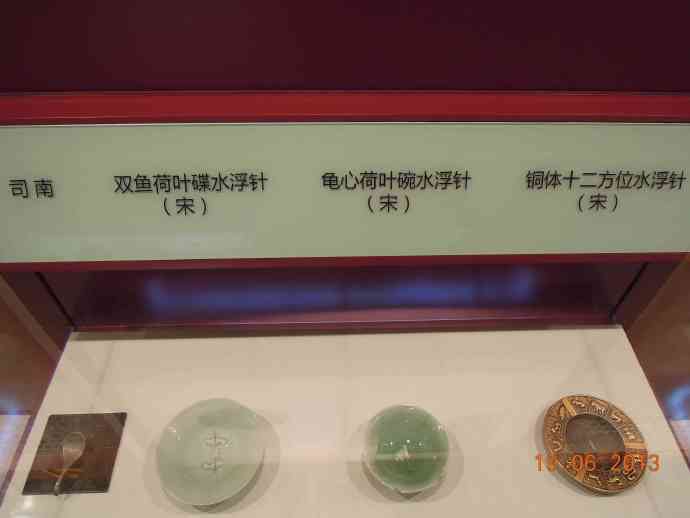 司南
双鱼荷叶碟水浮针
（宋）
龟心荷叶碗水浮针
（宋）
铜体十二方位水浮针
（宋）
13 06 2013